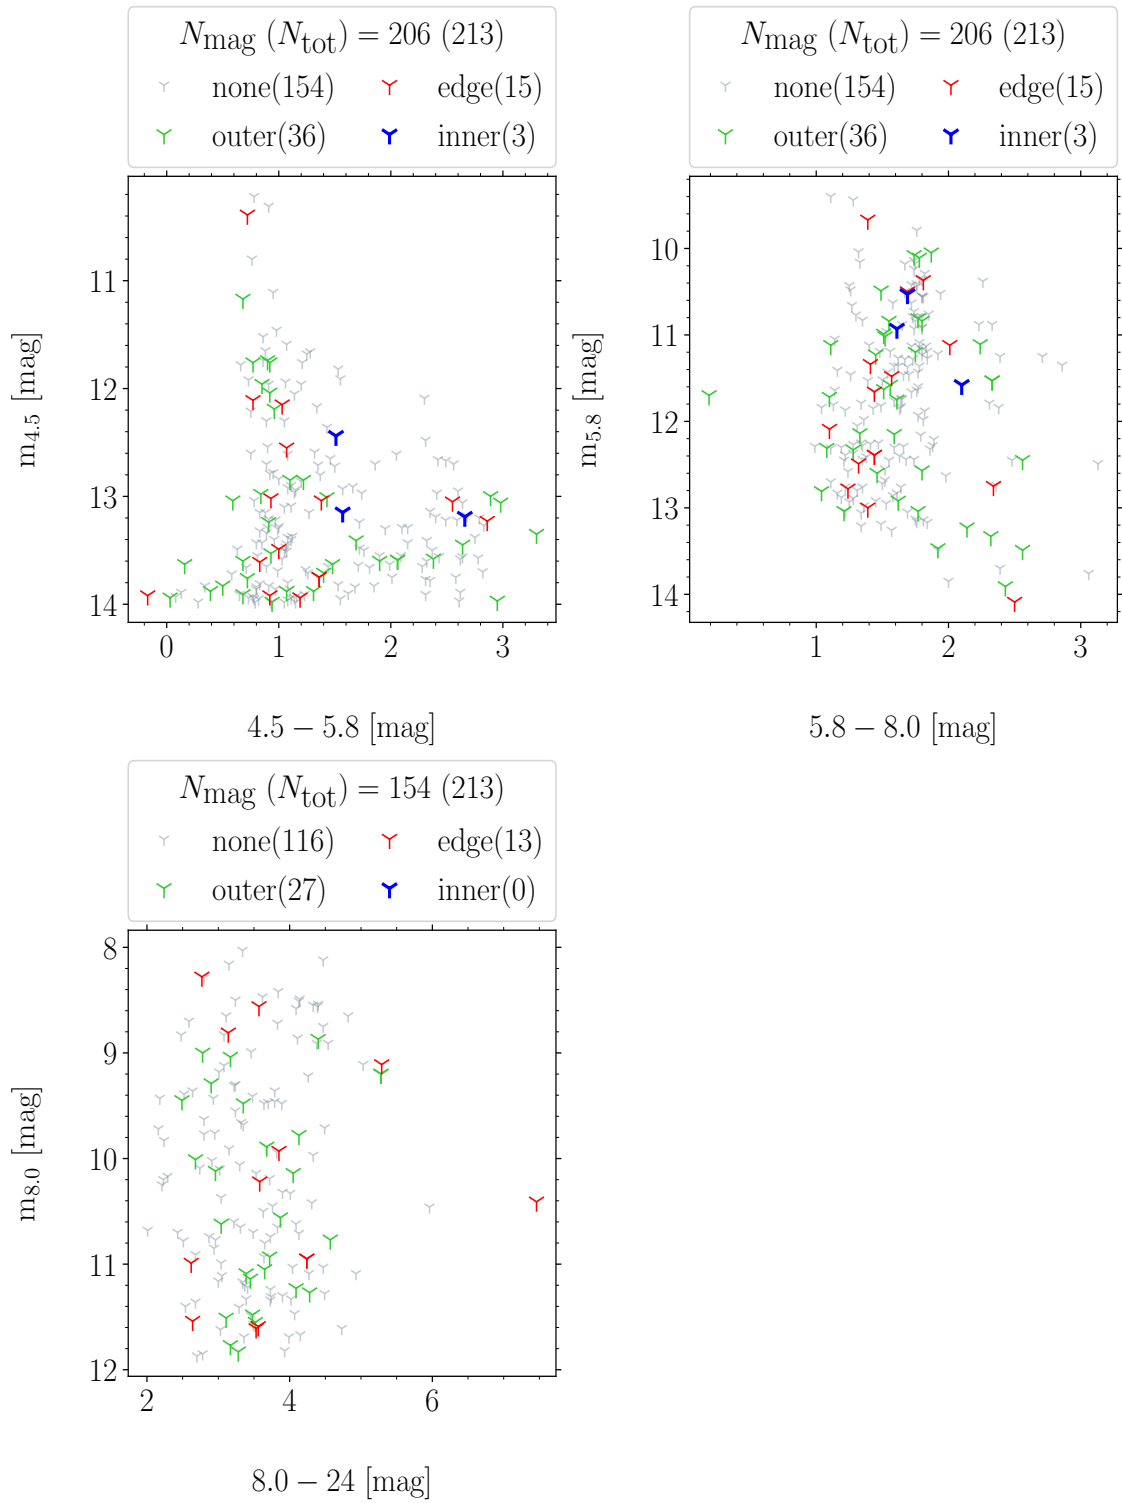 N_mag (N_tot) = 206 (213)
none(154) edge(15)
outer(36) inner(3)
11
12
13
14
m_4.5 [mag]
0 1 2 3
4.5 − 5.8 [mag]
N_mag (N_tot) = 206 (213)
none(154) edge(15)
outer(36) inner(3)
10
11
12
13
14
m_5.8 [mag]
1 2 3
5.8 − 8.0 [mag]
N_mag (N_tot) = 154 (213)
none(116) edge(13)
outer(27) inner(0)
8
9
10
11
12
m_8.0 [mag]
2 4 6
8.0 − 24 [mag]